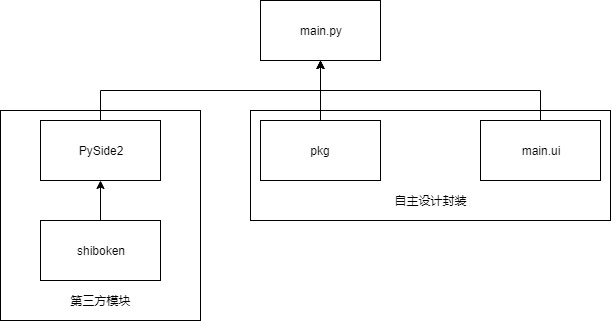 main.py
PySide2
pkg
main.ui
自主设计封装
shiboken
第三方模块